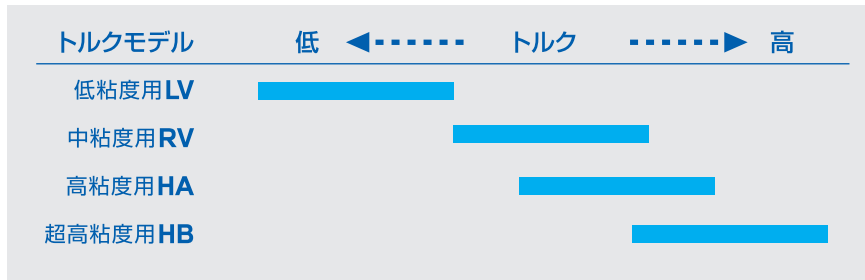 トルクモデル 低 トルク 高
低粘度用LV
中粘度用RV
高粘度用HA
超高粘度用HB